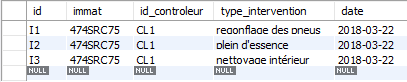 id immat id_controleur type_intervention date
I1 474SRC75 CL1 regonflage des pneus 2018-03-22
I2 474SRC75 CL1 plein d'essence 2018-03-22
I3 474SRC75 CL1 nettoyage intérieur 2018-03-22
NULL NULL NULL NULL NULL